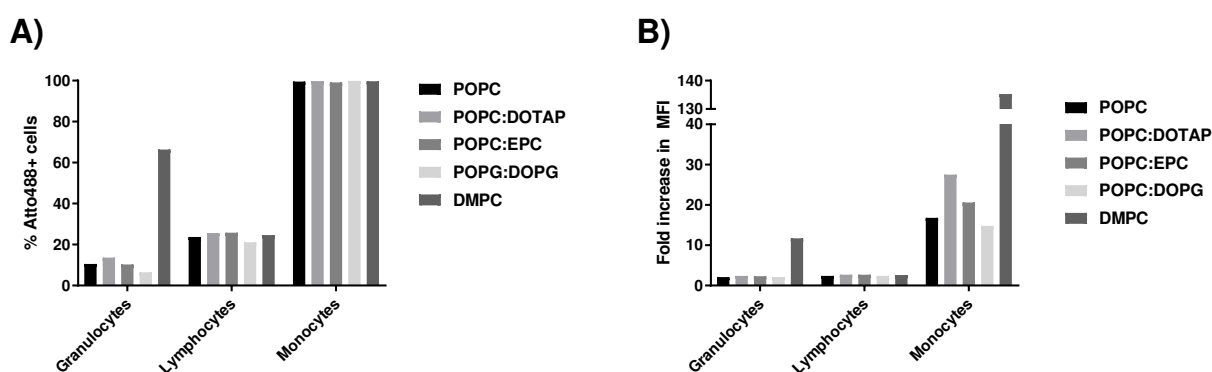 A)
% Atto488+ cells
100
80
60
40
20
0
Granulocytes
Lymphocytes
Monocytes
POPC
POPC:DOTAP
POPC:EPC
POPG:DOPG
DMPC
B)
Fold increase in MFI
140
130
40
30
20
10
0
Granulocytes
Lymphocytes
Monocytes
POPC
POPC:DOTAP
POPC:EPC
POPC:DOPG
DMPC